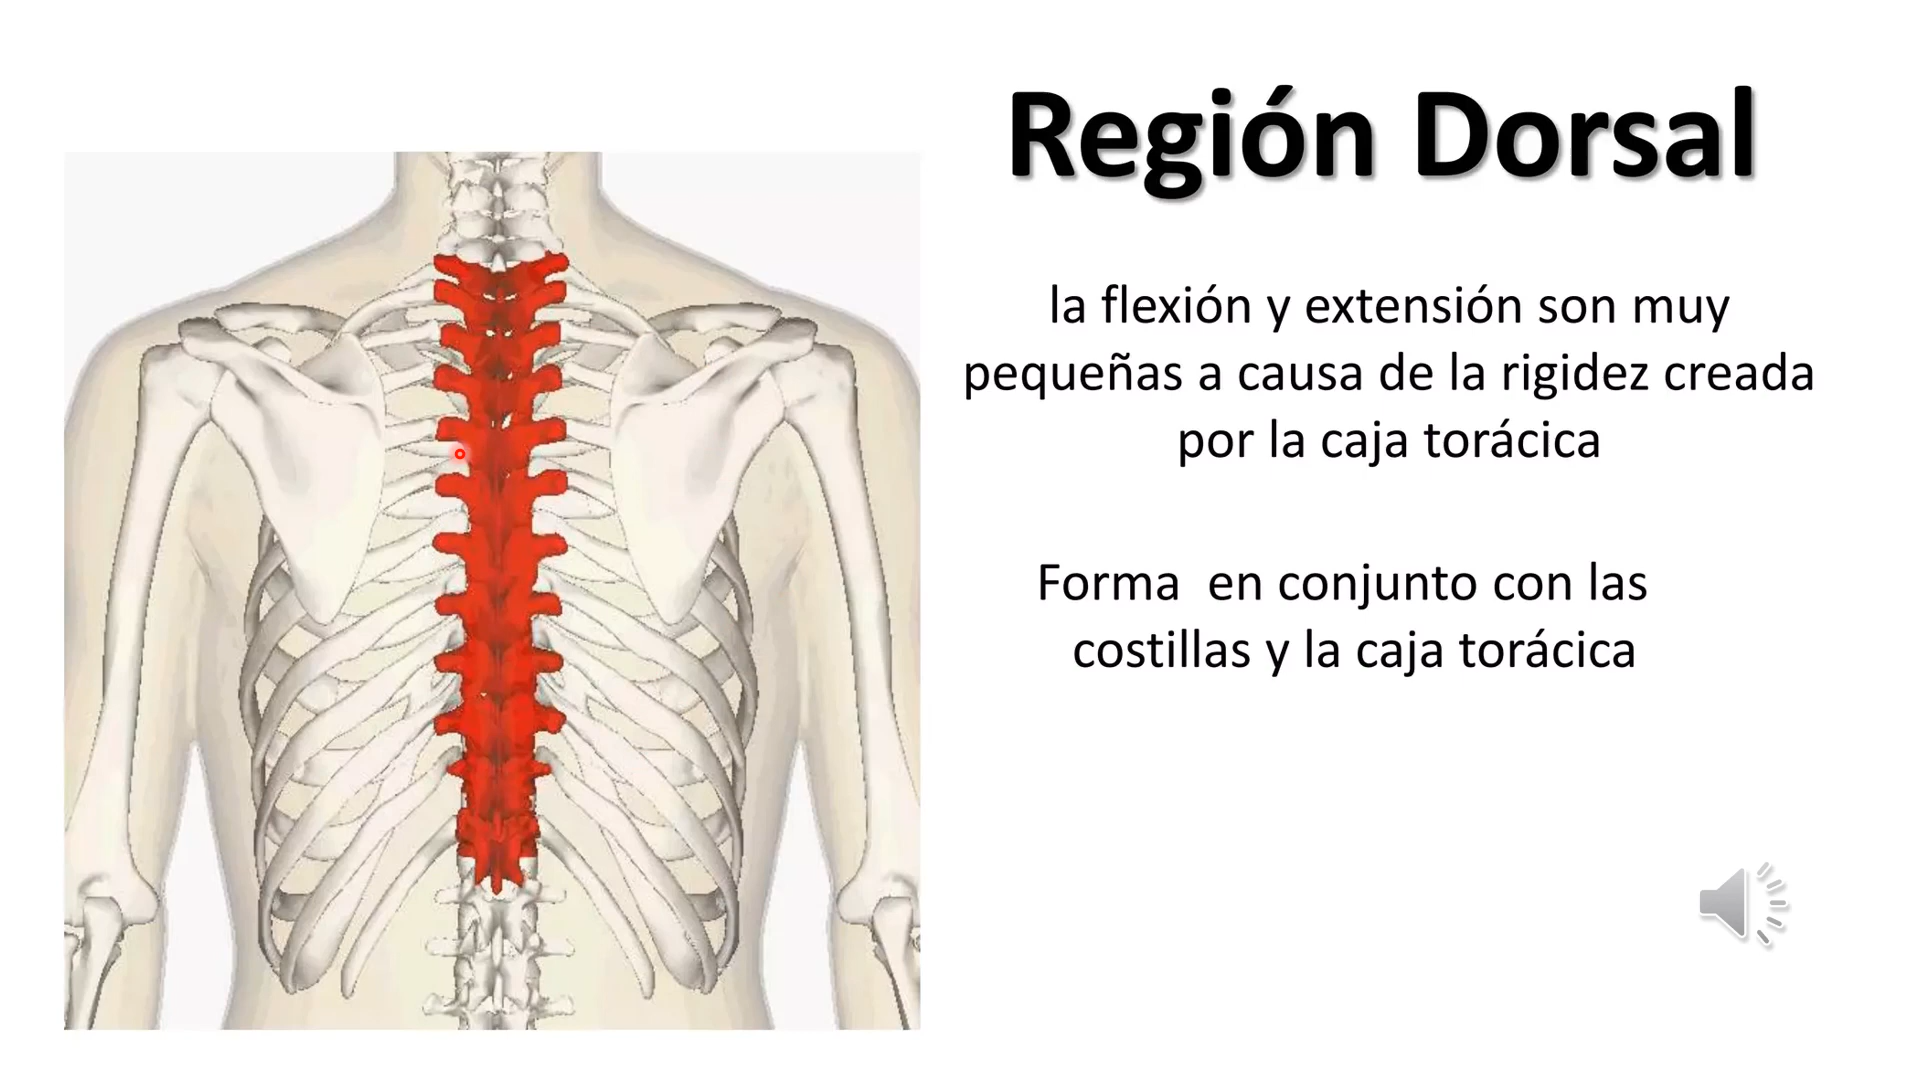 Región Dorsal
la flexión y extensión son muy
pequeñas a causa de la rigidez creada
por la caja torácica
Forma  en conjunto con las
costillas y la caja torácica